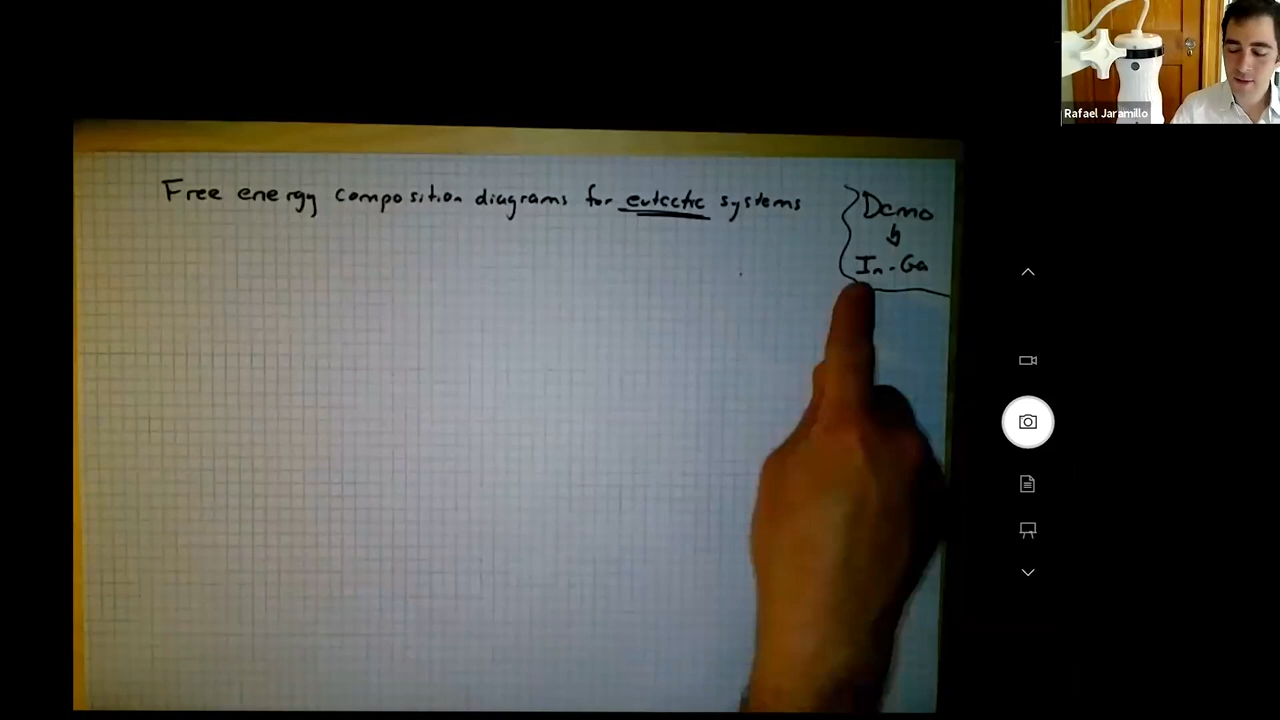 Free energy composition diagrams for eutectic systems
Demo
In-Ga
Rafael Jaramillo